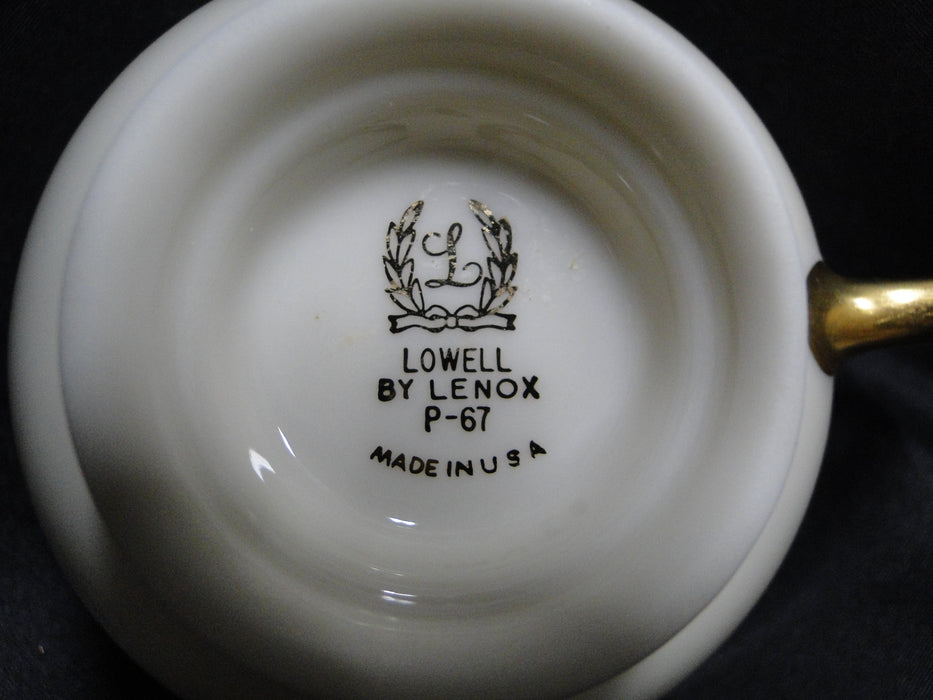 L
LOWELL
BY LENOX
P-67
MADE IN USA